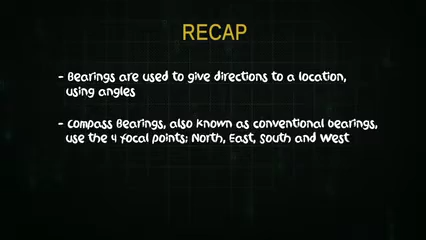 RECAP
- Bearings are used to give directions to a location,
using angles
- Compass Bearings, also known as conventional bearings,
use the 4 focal points; North, East, South and West